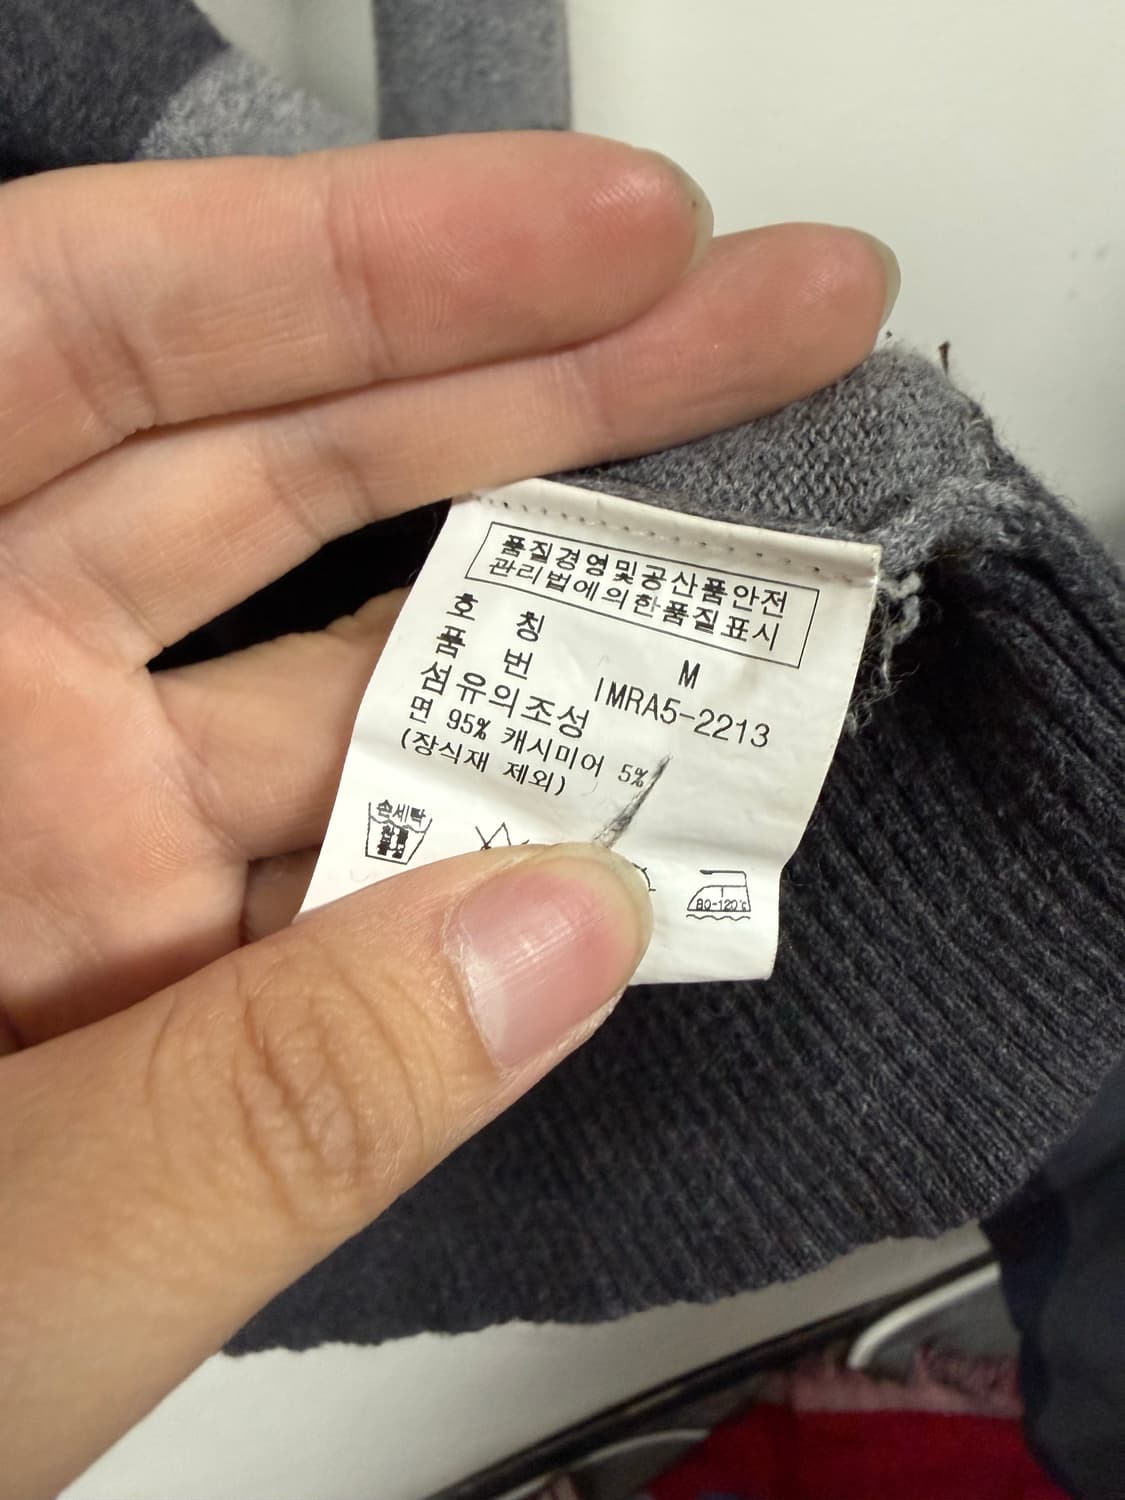 품질경영및공산품안전
관리법에의한품질표시
호 칭 M
품 번 IMRA5-2213
섬유의조성
면 95% 캐시미어 5%
(장식재 제외)
손세탁
80-120℃